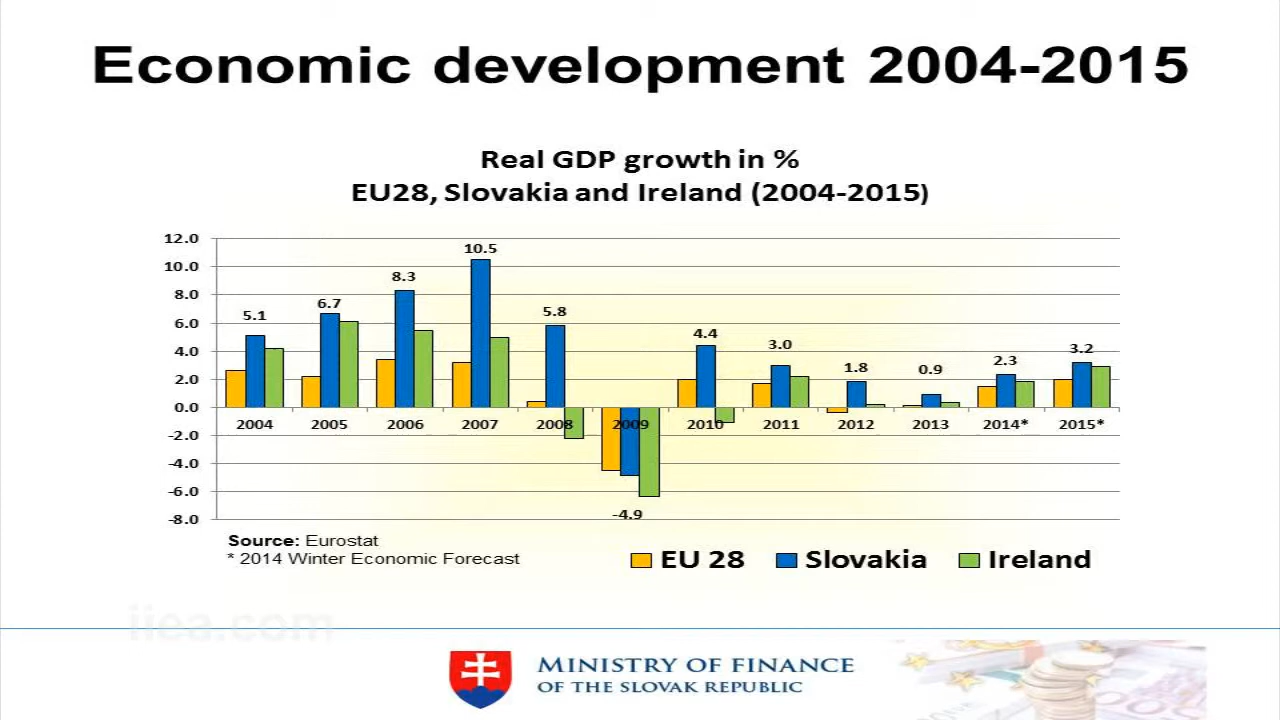 Economic development 2004-2015
Real GDP growth in %
EU28, Slovakia and Ireland (2004-2015)
12.0
10.0
8.0
6.0
4.0
2.0
0.0
-2.0
-4.0
-6.0
-8.0
5.1
6.7
8.3
10.5
5.8
-4.9
4.4
3.0
1.8
0.9
2.3
3.2
2004 2005 2006 2007 2008 2009 2010 2011 2012 2013 2014* 2015*
Source: Eurostat
* 2014 Winter Economic Forecast
EU 28 Slovakia Ireland
iiea.com
MINISTRY OF FINANCE
OF THE SLOVAK REPUBLIC